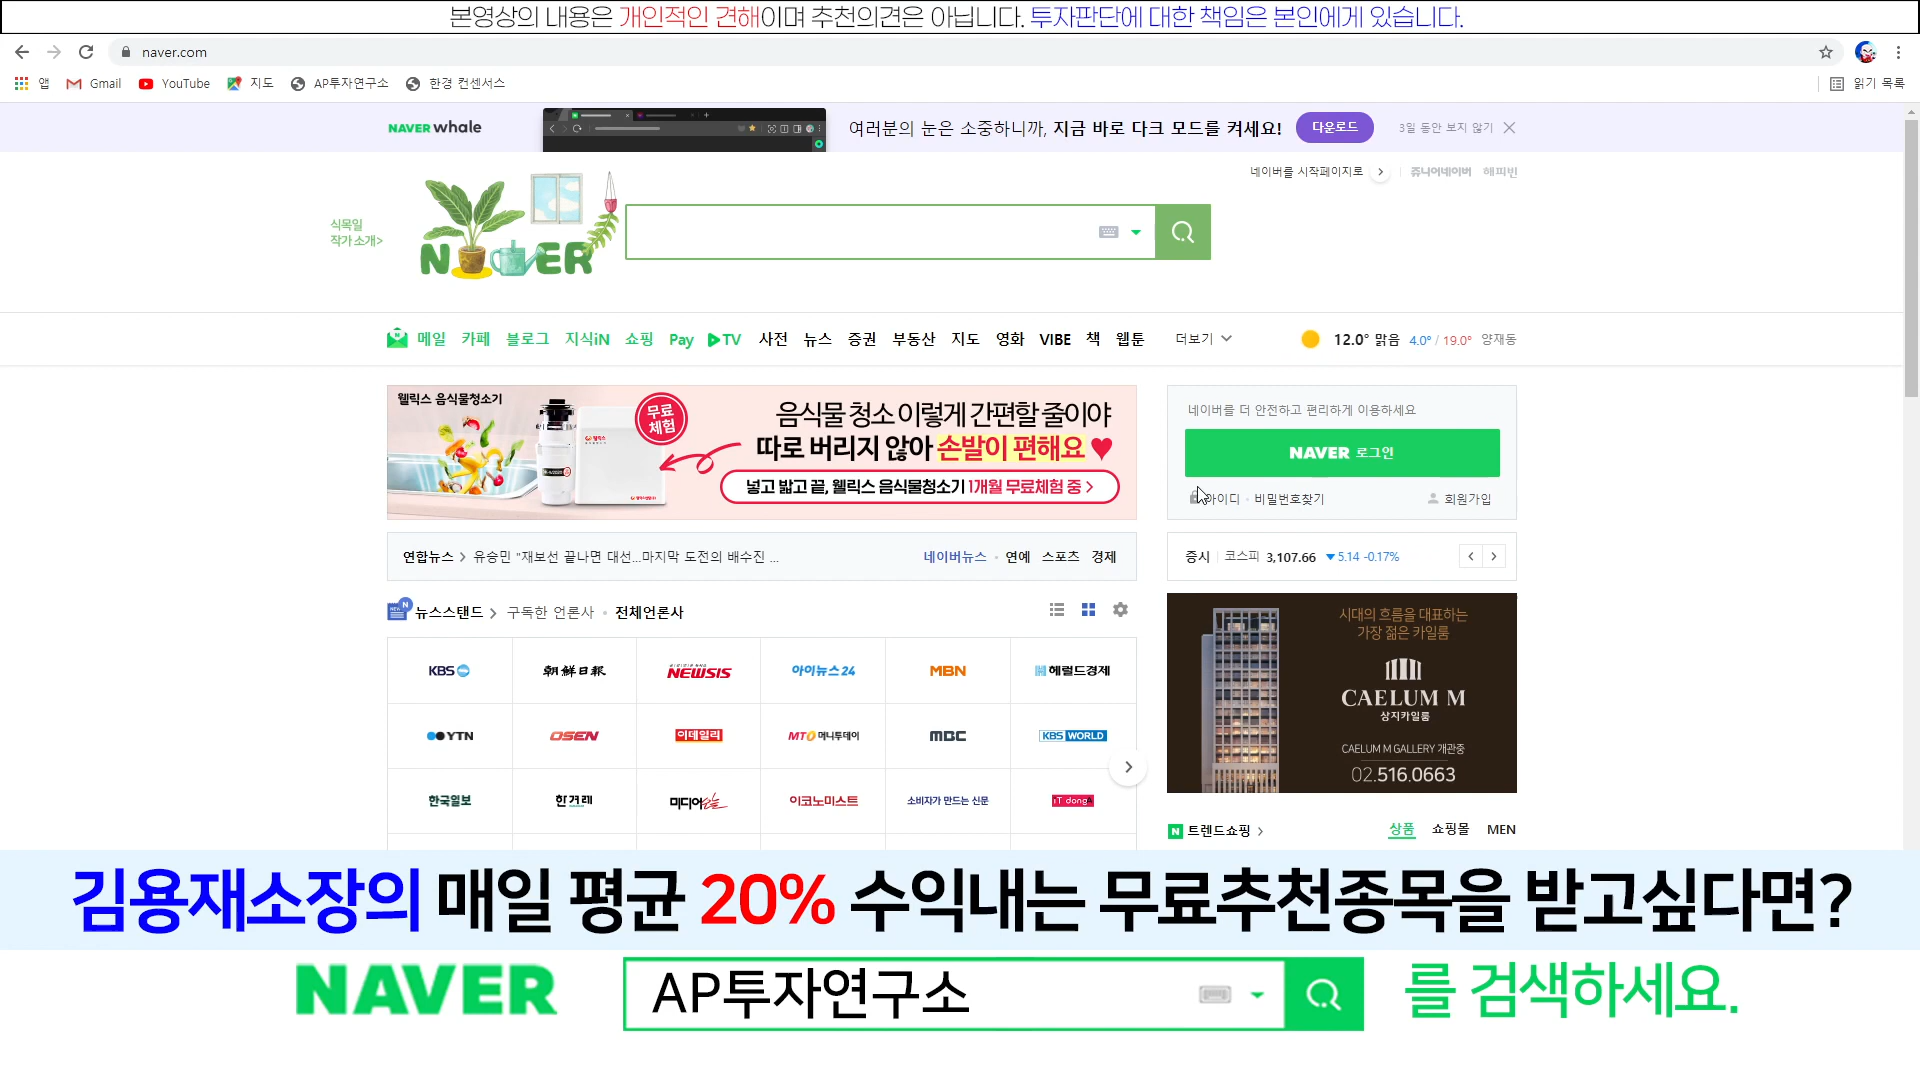 본영상의 내용은 개인적인 견해이며 추천의견은 아닙니다. 투자판단에 대한 책임은 본인에게 있습니다.
naver.com
앱 Gmail YouTube 지도 AP투자연구소 한경 컨센서스 읽기 목록
NAVER whale 여러분의 눈은 소중하니까, 지금 바로 다크 모드를 켜세요! 다운로드 3일 동안 보지 않기
네이버를 시작페이지로 쥬니어네이버 해피빈
식목일
작가 소개>
NAVER
메일 카페 블로그 지식iN 쇼핑 Pay TV 사전 뉴스 증권 부동산 지도 영화 VIBE 책 웹툰 더보기 12.0° 맑음 4.0° / 19.0° 양재동
웰릭스 음식물청소기
무료
체험
음식물 청소 이렇게 간편할 줄이야
따로 버리지 않아 손발이 편해요
넣고 밟고 끝, 웰릭스 음식물청소기 1개월 무료체험 중 >
네이버를 더 안전하고 편리하게 이용하세요
NAVER 로그인
아이디 · 비밀번호찾기 회원가입
연합뉴스 > 유승민 "재보선 끝나면 대선...마지막 도전의 배수진 ... 네이버뉴스 · 연예 스포츠 경제
증시 코스피 3,107.66 ▼5.14 -0.17%
뉴스스탠드 > 구독한 언론사 · 전체언론사
KBS 朝鮮日報 NEWSIS 아이뉴스24 MBN 헤럴드경제
YTN OSEN 이데일리 MT 머니투데이 MBC KBS WORLD
한국일보 한겨레 미디어오늘 이코노미스트 소비자가 만드는 신문 iT dongA
시대의 흐름을 대표하는
가장 젊은 카일룸
CAELUM M
상지카일룸
CAELUM M GALLERY 개관중
02.516.0663
N 트렌드쇼핑 > 상품 쇼핑몰 MEN
김용재소장의 매일 평균 20% 수익내는 무료추천종목을 받고싶다면?
NAVER AP투자연구소 를 검색하세요.